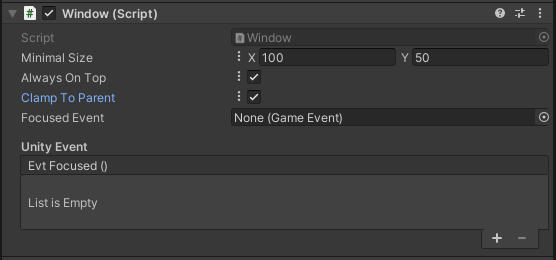 Window (Script)
Script Window
Minimal Size X 100 Y 50
Always On Top
Clamp To Parent
Focused Event None (Game Event)
Unity Event
Evt Focused ()
List is Empty